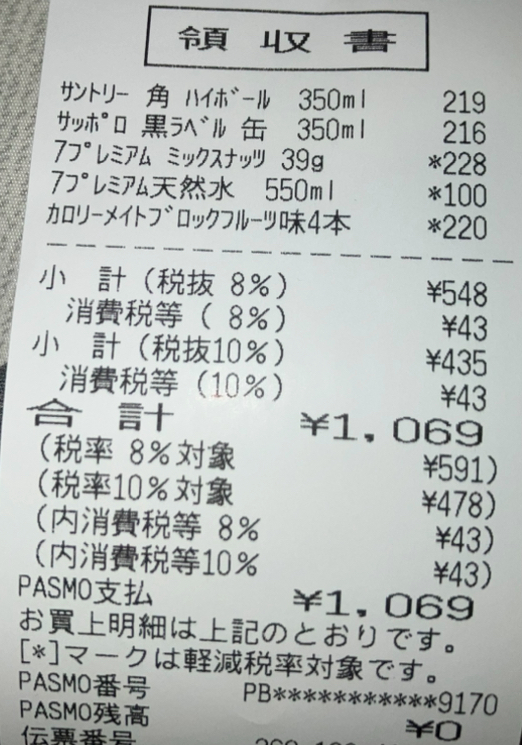 領収書
サントリー 角 ﾊｲﾎﾞｰﾙ 350ml 219
ｻｯﾎﾟﾛ 黒ﾗﾍﾞﾙ 缶 350ml 216
7ﾌﾟﾚﾐｱﾑ ﾐｯｸｽﾅｯﾂ 39g *228
7ﾌﾟﾚﾐｱﾑ天然水 550ml *100
ｶﾛﾘｰﾒｲﾄﾌﾞﾛｯｸﾌﾙｰﾂ味4本 *220
小 計(税抜 8%) ¥548
消費税等( 8%) ¥43
小 計(税抜10%) ¥435
消費税等(10%) ¥43
合 計 ¥1,069
(税率 8%対象 ¥591)
(税率10%対象 ¥478)
(内消費税等 8% ¥43)
(内消費税等10% ¥43)
PASMO支払 ¥1,069
お買上明細は上記のとおりです。
[*]マークは軽減税率対象です。
PASMO番号 PB***********9170
PASMO残高 ¥0
伝票番号